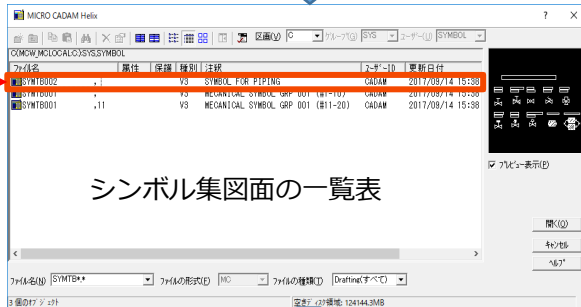 MICRO CADAM Helix ? ×
区画(V) C グループ(G) SYS ユーザー(U) SYMBOL
C(MCW,MCLOCALC:)SYS,SYMBOL
ファイル名 属性 保護 種別 注釈 ユーザーID 更新日付
SYMTB002 V3 SYMBOL FOR PIPING CADAM 2017/09/14 15:38
SYMTB001 V3 MECANICAL SYMBOL GRP 001 (#1-10) CADAM 2017/09/14 15:38
SYMTB001 ,11 V3 MECANICAL SYMBOL GRP 001 (#11-20) CADAM 2017/09/14 15:38
シンボル集図面の一覧表
プレビュー表示(P)
開く(O)
キャンセル
ヘルプ
ファイル名(N) SYMTB*,* ファイルの形式(F) MC ファイルの種類(T) Drafting(すべて)
3 個のオブジェクト 空きディスク領域: 124144.3MB